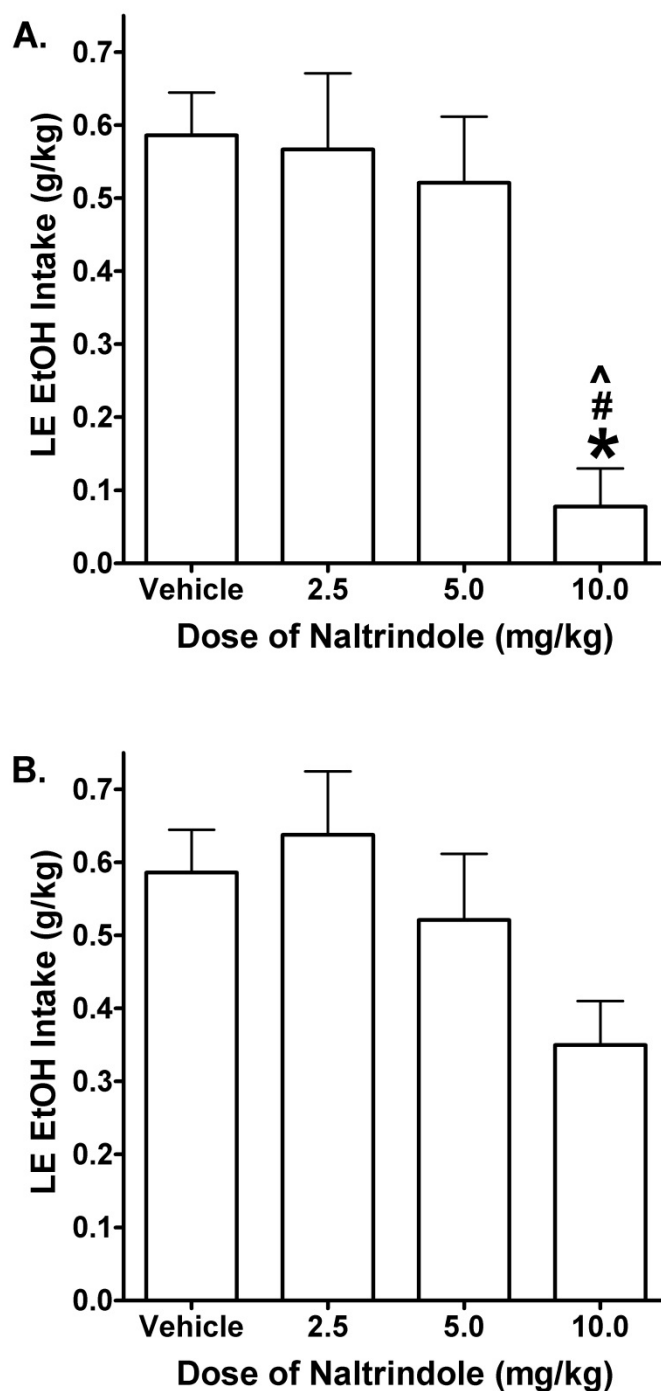 A.
LE EtOH Intake (g/kg)
0.7
0.6
0.5
0.4
0.3
0.2
0.1
0.0
^
#
*
Vehicle 2.5 5.0 10.0
Dose of Naltrindole (mg/kg)
B.
LE EtOH Intake (g/kg)
0.7
0.6
0.5
0.4
0.3
0.2
0.1
0.0
Vehicle 2.5 5.0 10.0
Dose of Naltrindole (mg/kg)